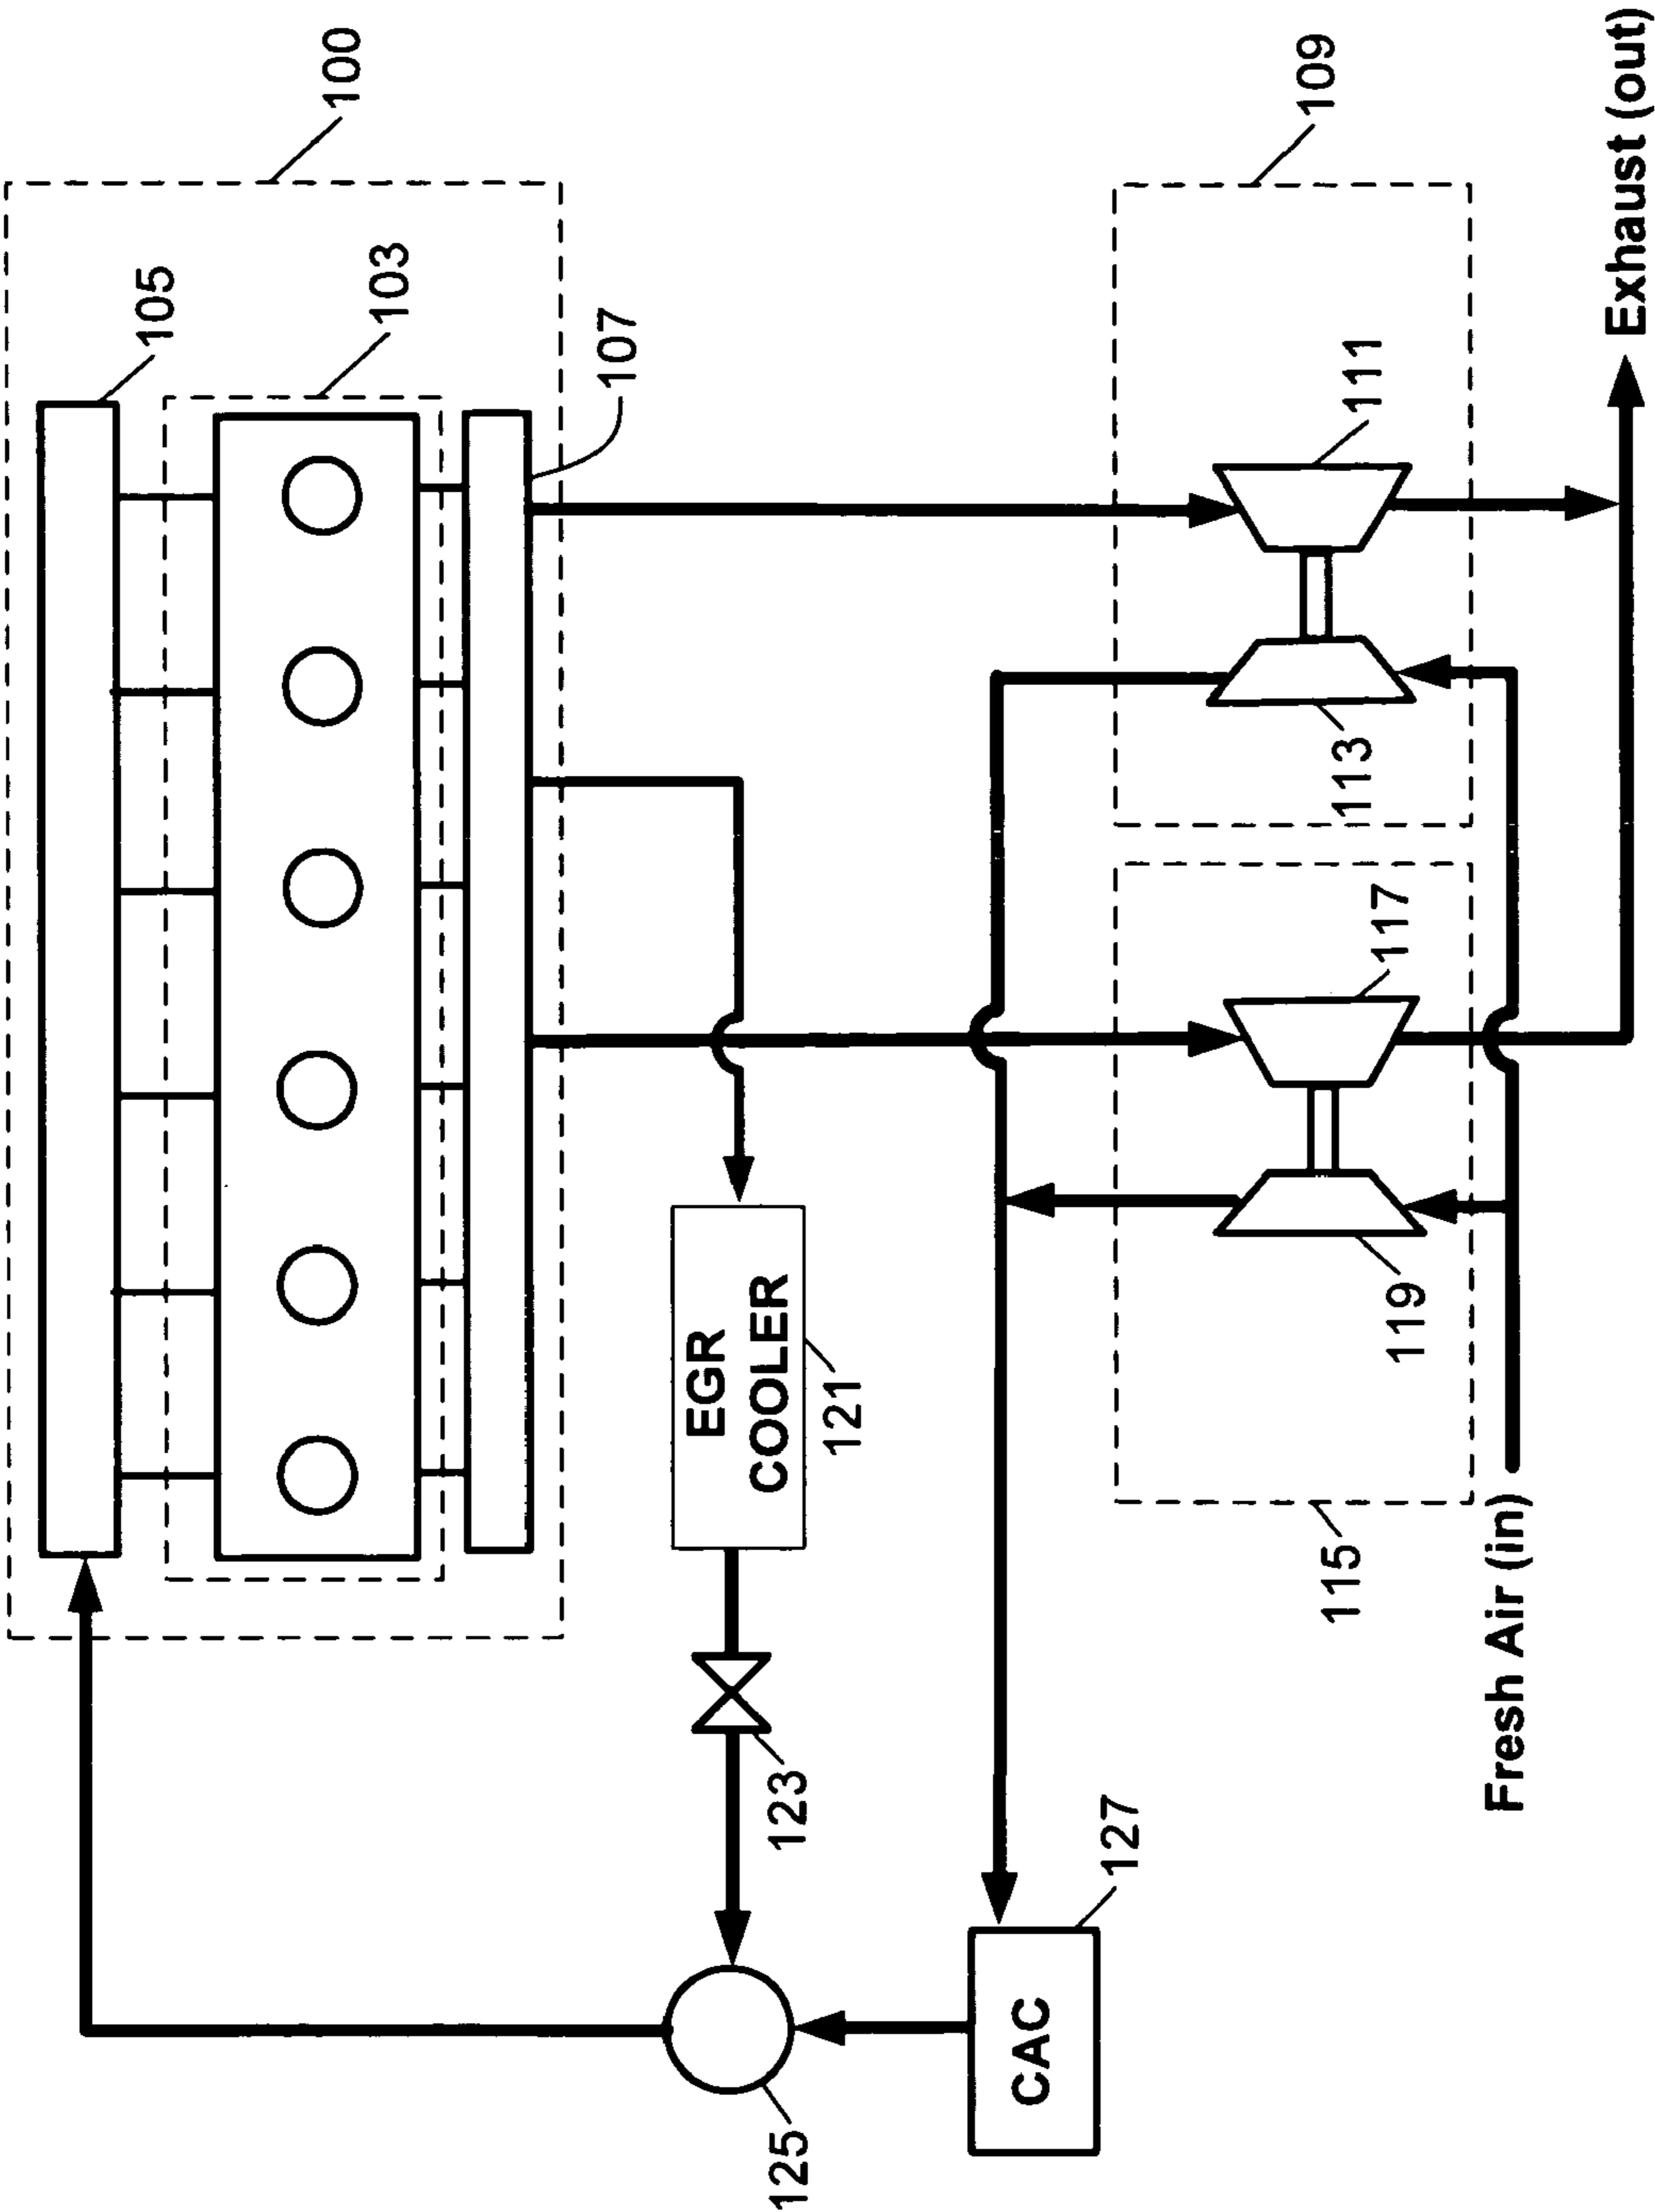 100
105
103
107
109
111
113
Exhaust (out)
117
119
115
Fresh Air (in)
EGR
COOLER
121
123
125
CAC
127